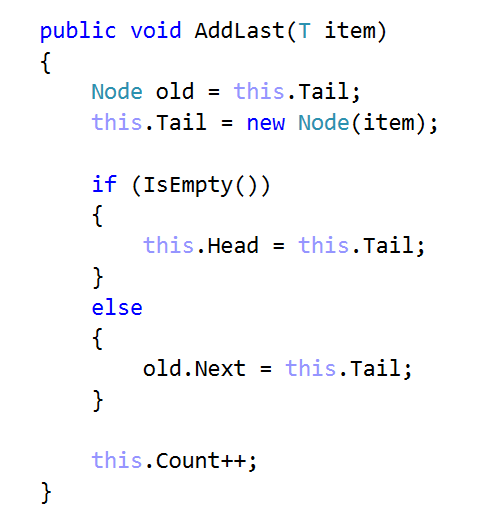 public void AddLast(T item)
{
    Node old = this.Tail;
    this.Tail = new Node(item);

    if (IsEmpty())
    {
        this.Head = this.Tail;
    }
    else
    {
        old.Next = this.Tail;
    }

    this.Count++;
}